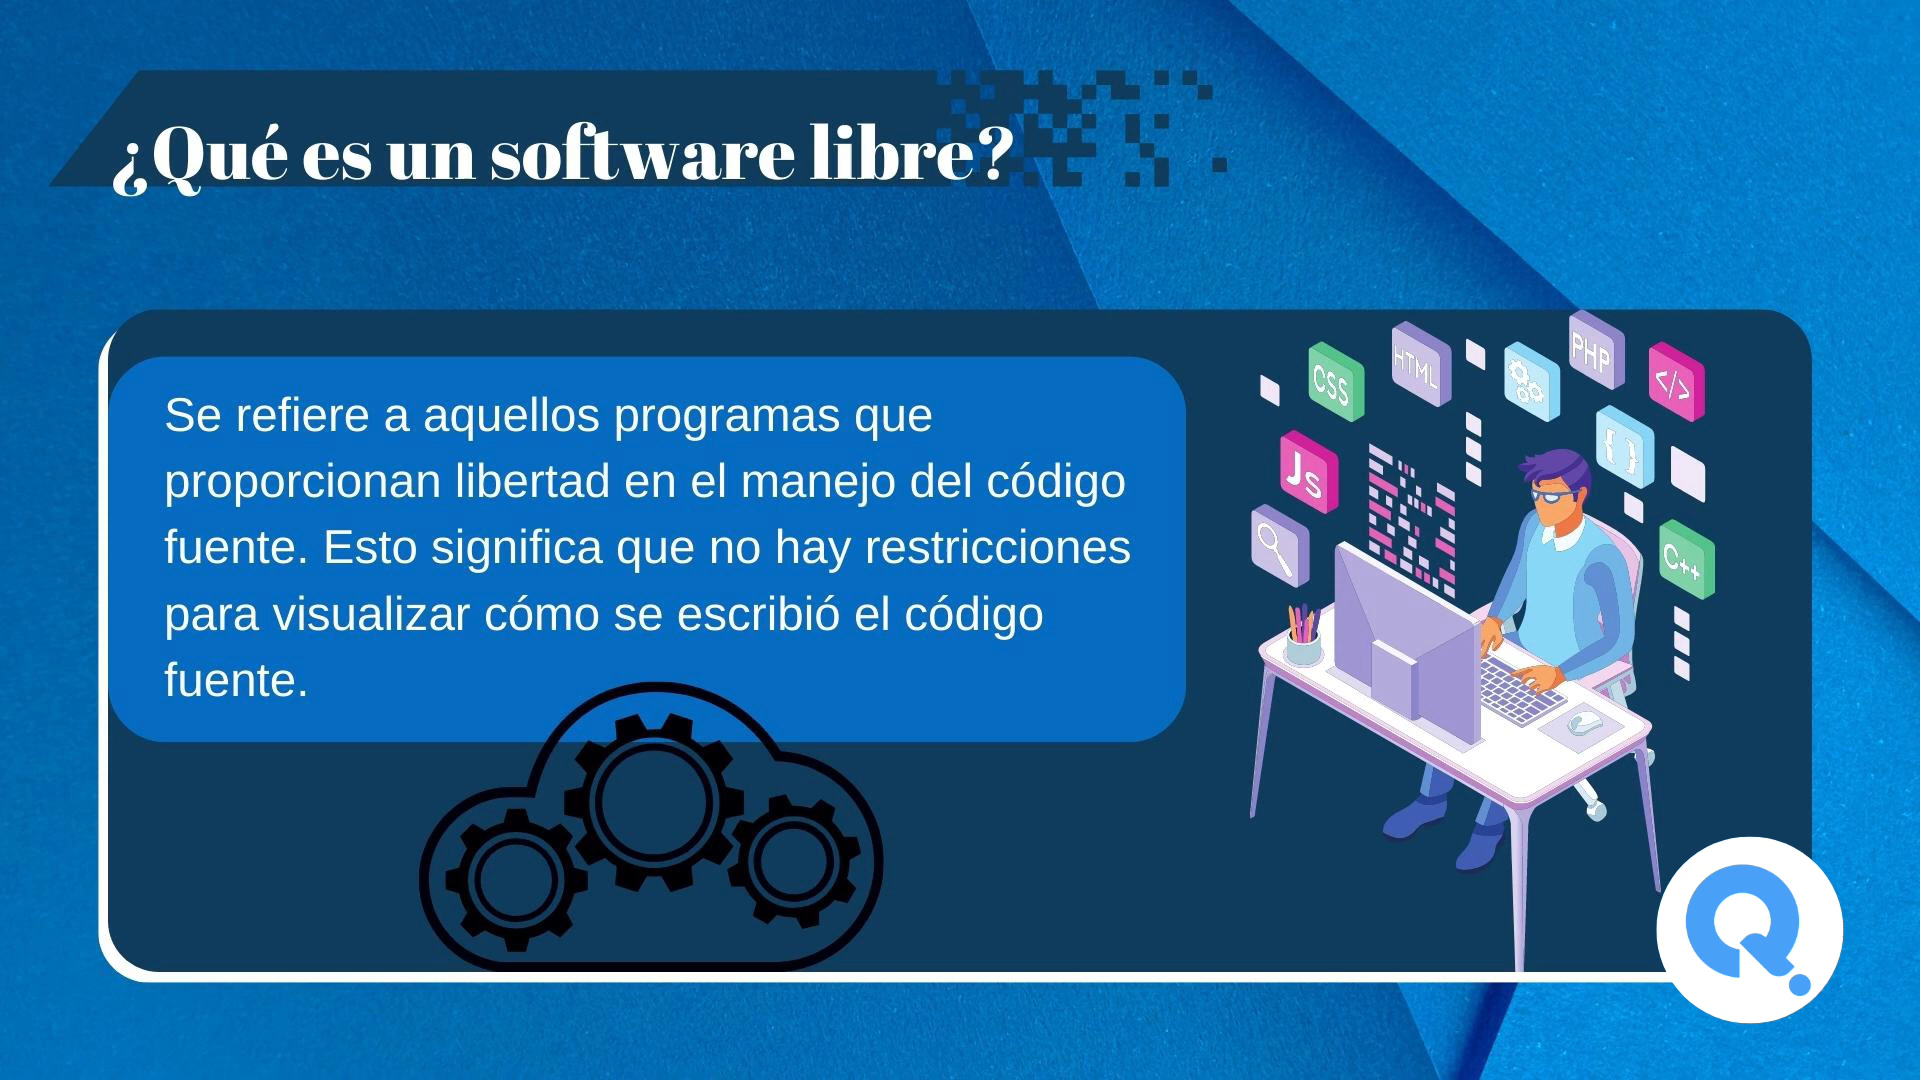 ¿Qué es un software libre?
Se refiere a aquellos programas que
proporcionan libertad en el manejo del código
fuente. Esto significa que no hay restricciones
para visualizar cómo se escribió el código
fuente.
CSS
HTML
PHP
</>
{ }
Js
C++
Q